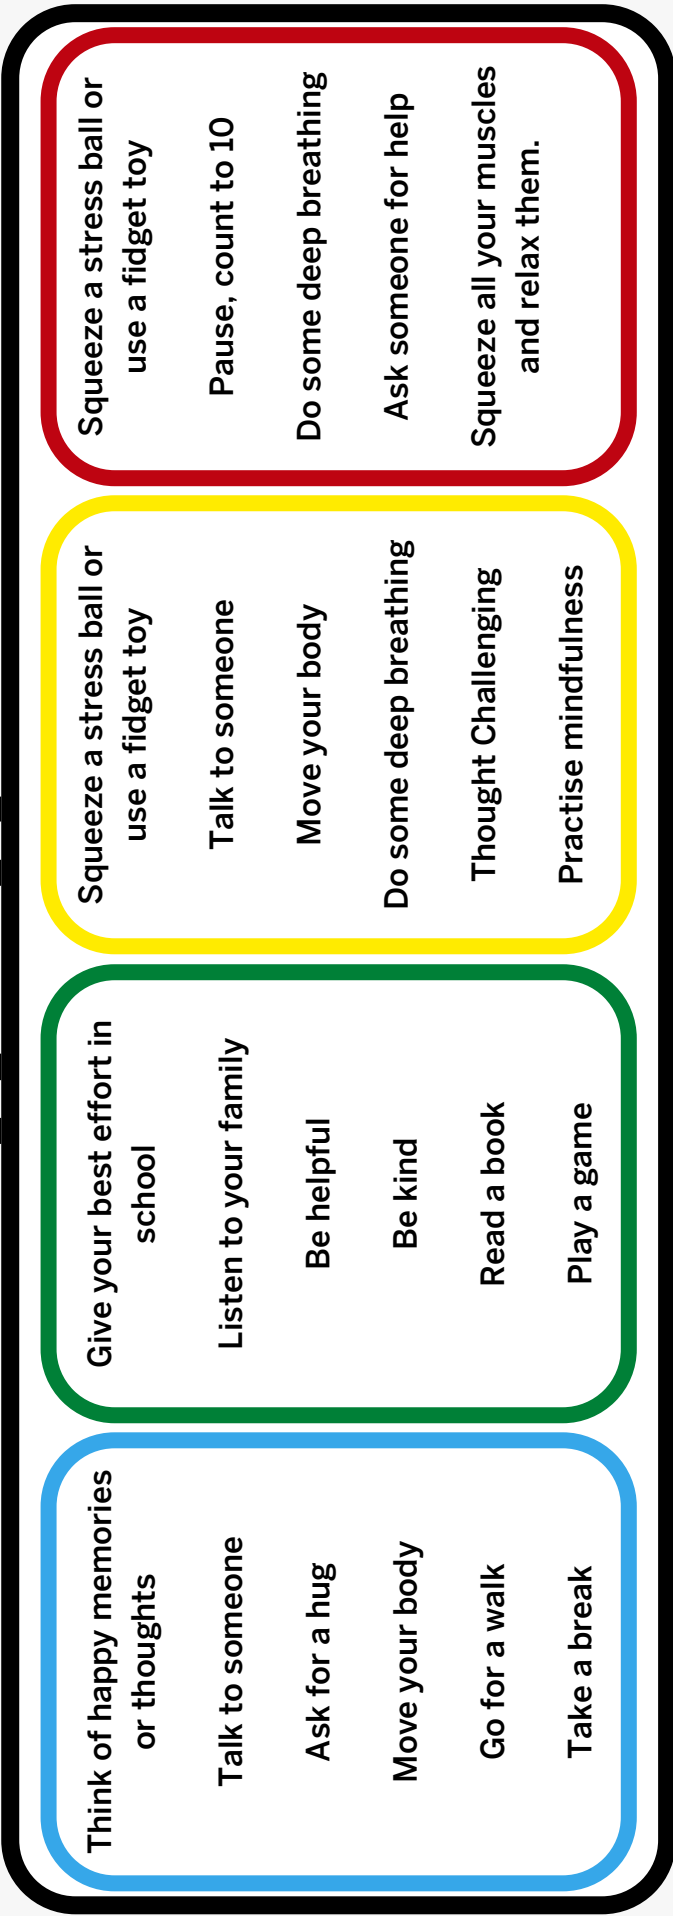 Think of happy memories
or thoughts
Talk to someone
Ask for a hug
Move your body
Go for a walk
Take a break
Give your best effort in
school
Listen to your family
Be helpful
Be kind
Read a book
Play a game
Squeeze a stress ball or
use a fidget toy
Talk to someone
Move your body
Do some deep breathing
Thought Challenging
Practise mindfulness
Squeeze a stress ball or
use a fidget toy
Pause, count to 10
Do some deep breathing
Ask someone for help
Squeeze all your muscles
and relax them.